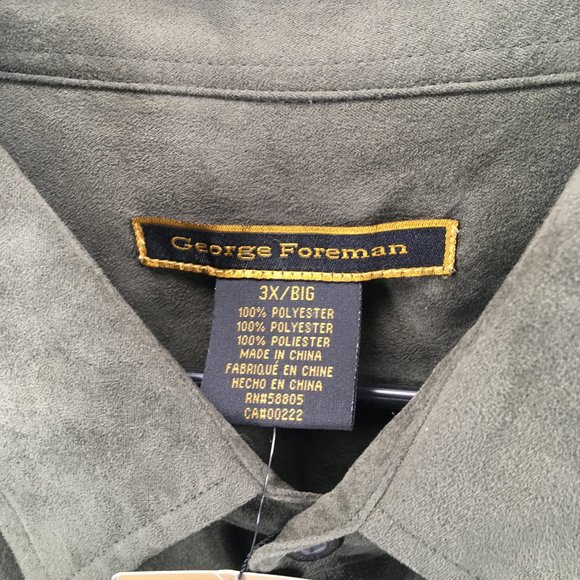 George Foreman
3X/BIG
100% POLYESTER
100% POLYESTER
100% POLIESTER
MADE IN CHINA
FABRIQUÉ EN CHINE
HECHO EN CHINA
RN#58805
CA#00222